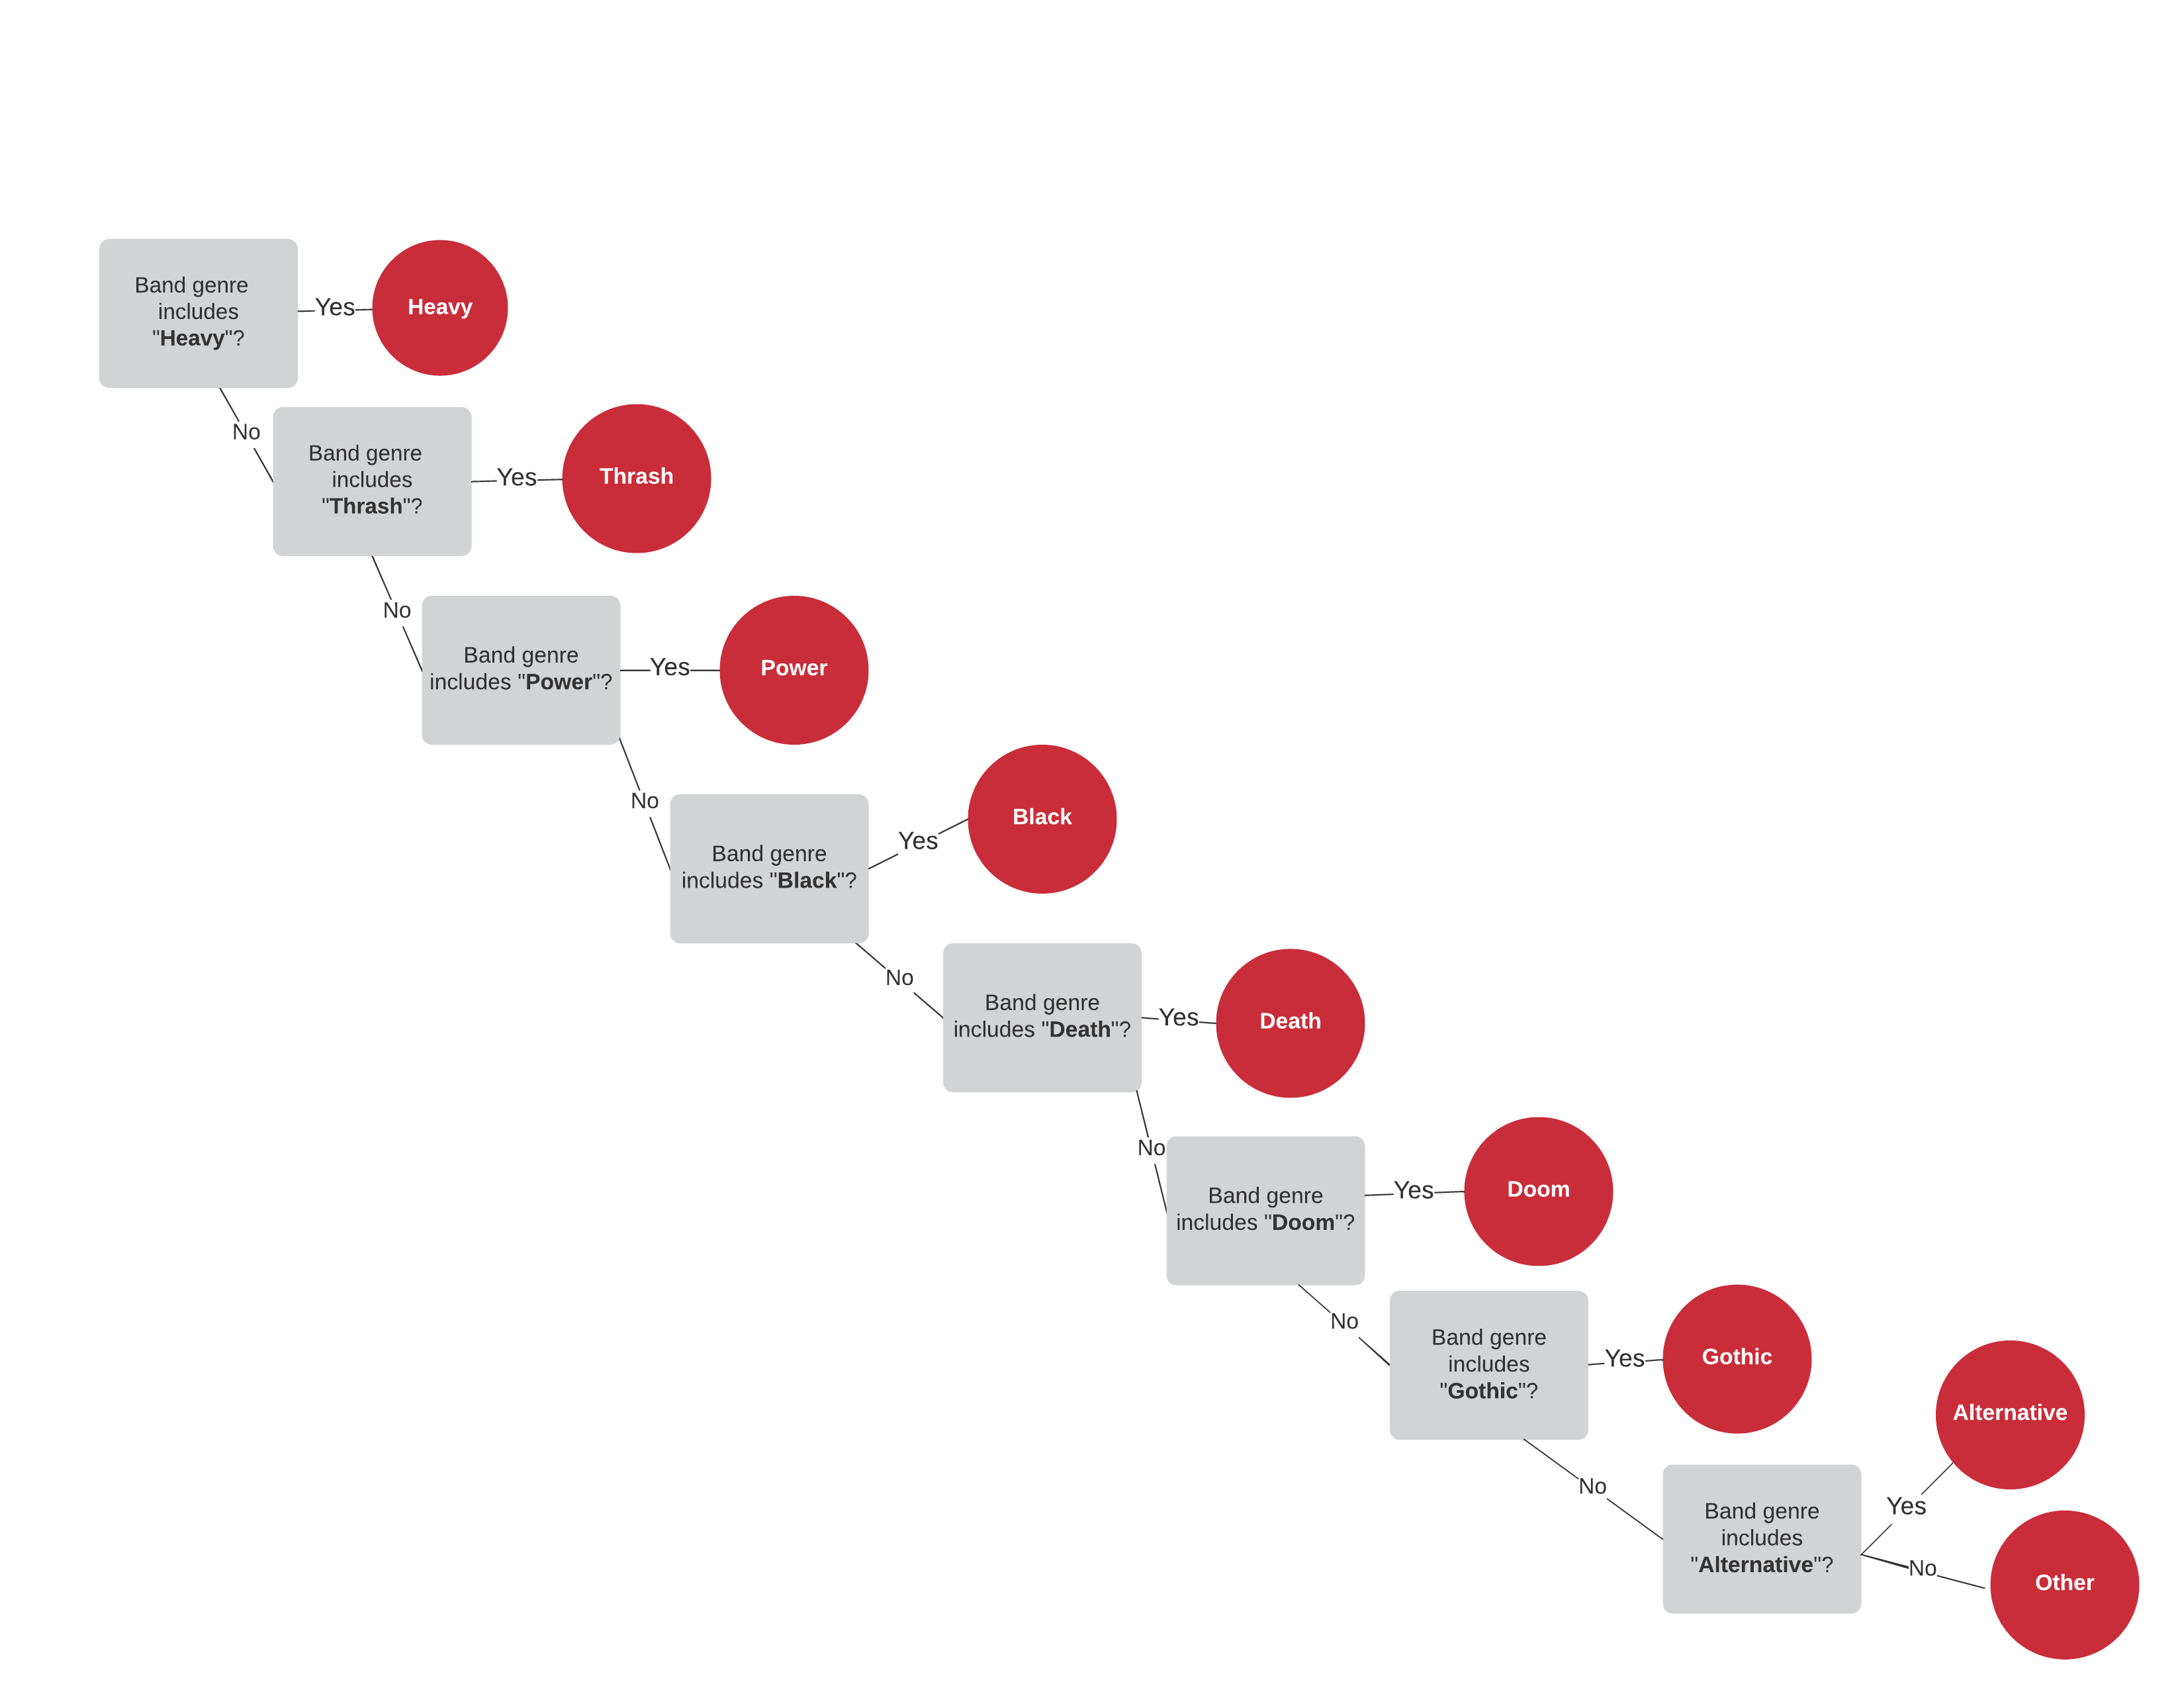 Band genre
includes
"Heavy"?
Yes
Heavy
No
Band genre
includes
"Thrash"?
Yes
Thrash
No
Band genre
includes "Power"?
Yes
Power
No
Band genre
includes "Black"?
Yes
Black
No
Band genre
includes "Death"?
Yes
Death
No
Band genre
includes "Doom"?
Yes
Doom
No
Band genre
includes
"Gothic"?
Yes
Gothic
No
Band genre
includes
"Alternative"?
Yes
Alternative
No
Other